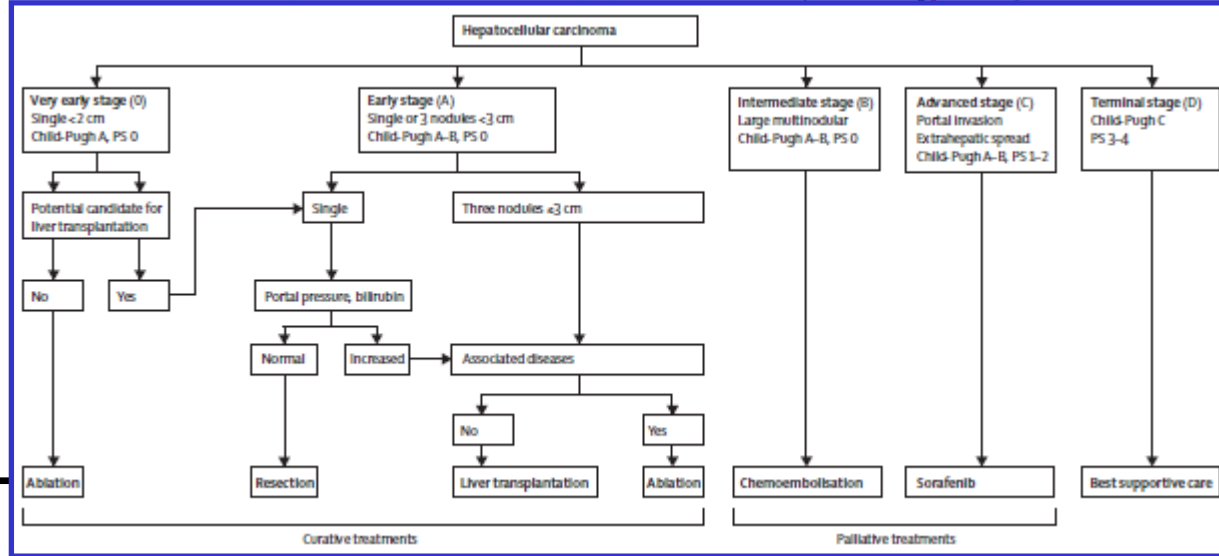 Hepatocellular carcinoma
Very early stage (0)
Single <2 cm
Child-Pugh A, PS 0
Early stage (A)
Single or 3 nodules <3 cm
Child-Pugh A–B, PS 0
Intermediate stage (B)
Large multinodular
Child-Pugh A–B, PS 0
Advanced stage (C)
Portal invasion
Extrahepatic spread
Child-Pugh A–B, PS 1–2
Terminal stage (D)
Child-Pugh C
PS 3–4
Potential candidate for
liver transplantation
Single
Three nodules ≤3 cm
No
Yes
Portal pressure, bilirubin
Normal
Increased
Associated diseases
No
Yes
Ablation
Resection
Liver transplantation
Ablation
Chemoembolisation
Sorafenib
Best supportive care
Curative treatments
Palliative treatments